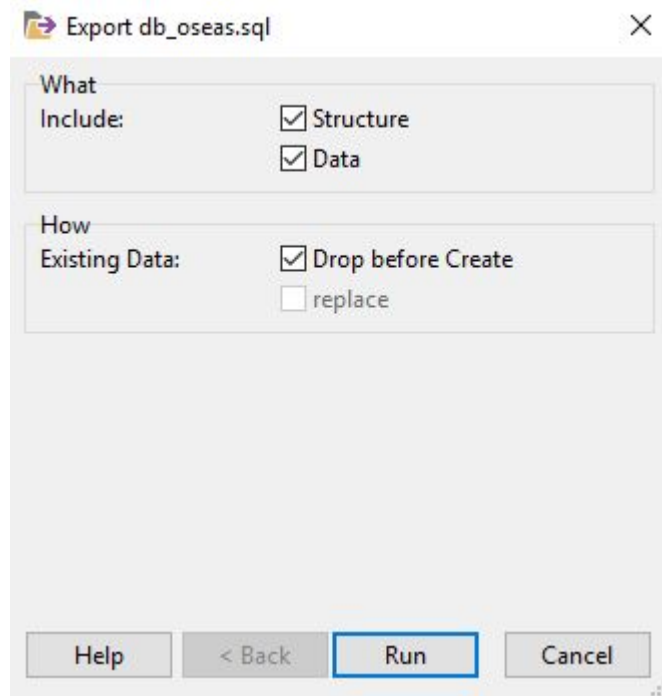 Export db_oseas.sql
What
Include:
Structure
Data
How
Existing Data:
Drop before Create
replace
Help
< Back
Run
Cancel